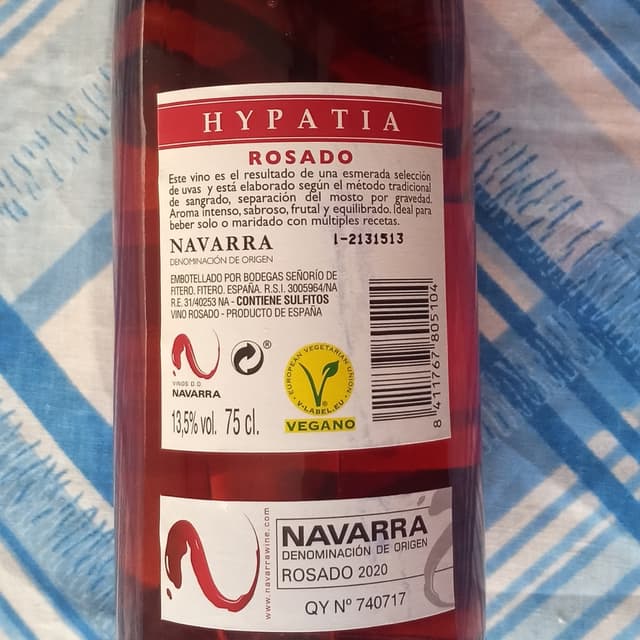 HYPATIA
ROSADO
Este vino es el resultado de una esmerada selección
de uvas y está elaborado según el método tradicional
de sangrado, separación del mosto por gravedad.
Aroma intenso, sabroso, frutal y equilibrado. Ideal para
beber solo o maridado con múltiples recetas.
NAVARRA 1-2131513
DENOMINACIÓN DE ORIGEN
EMBOTELLADO POR BODEGAS SEÑORÍO DE
FITERO. FITERO. ESPAÑA. R.S.I. 3005964/NA
R.E. 31/40253 NA - CONTIENE SULFITOS
VINO ROSADO - PRODUCTO DE ESPAÑA
8 411767 805104
®
EUROPEAN VEGETARIAN UNION
V-LABEL.EU
VEGANO
VINOS D.O.
NAVARRA
13,5% vol. 75 cl.
www.navarrawine.com
NAVARRA
DENOMINACIÓN DE ORIGEN
ROSADO 2020
QY Nº 740717